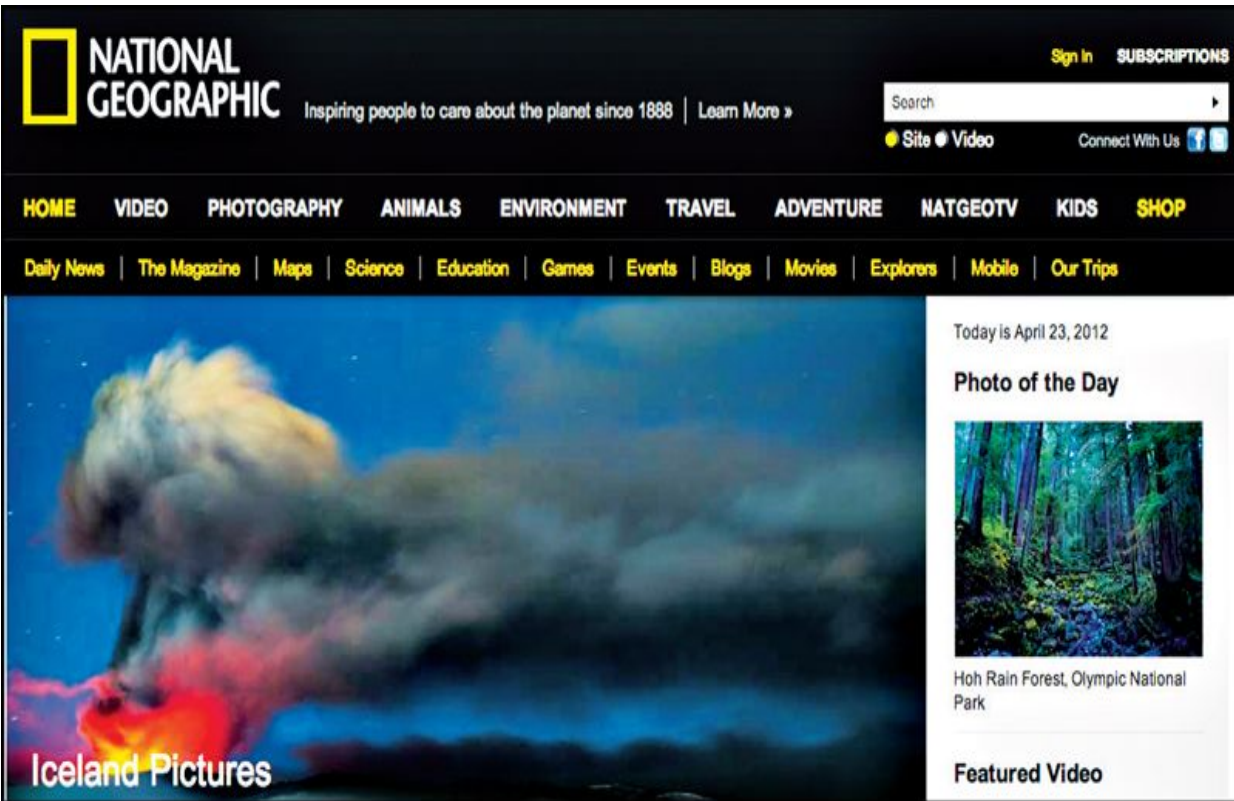 NATIONAL
GEOGRAPHIC
Inspiring people to care about the planet since 1888 | Learn More »
Sign In SUBSCRIPTIONS
Search
Site Video
Connect With Us
HOME VIDEO PHOTOGRAPHY ANIMALS ENVIRONMENT TRAVEL ADVENTURE NATGEOTV KIDS SHOP
Daily News | The Magazine | Maps | Science | Education | Games | Events | Blogs | Movies | Explorers | Mobile | Our Trips
Iceland Pictures
Today is April 23, 2012
Photo of the Day
Hoh Rain Forest, Olympic National
Park
Featured Video